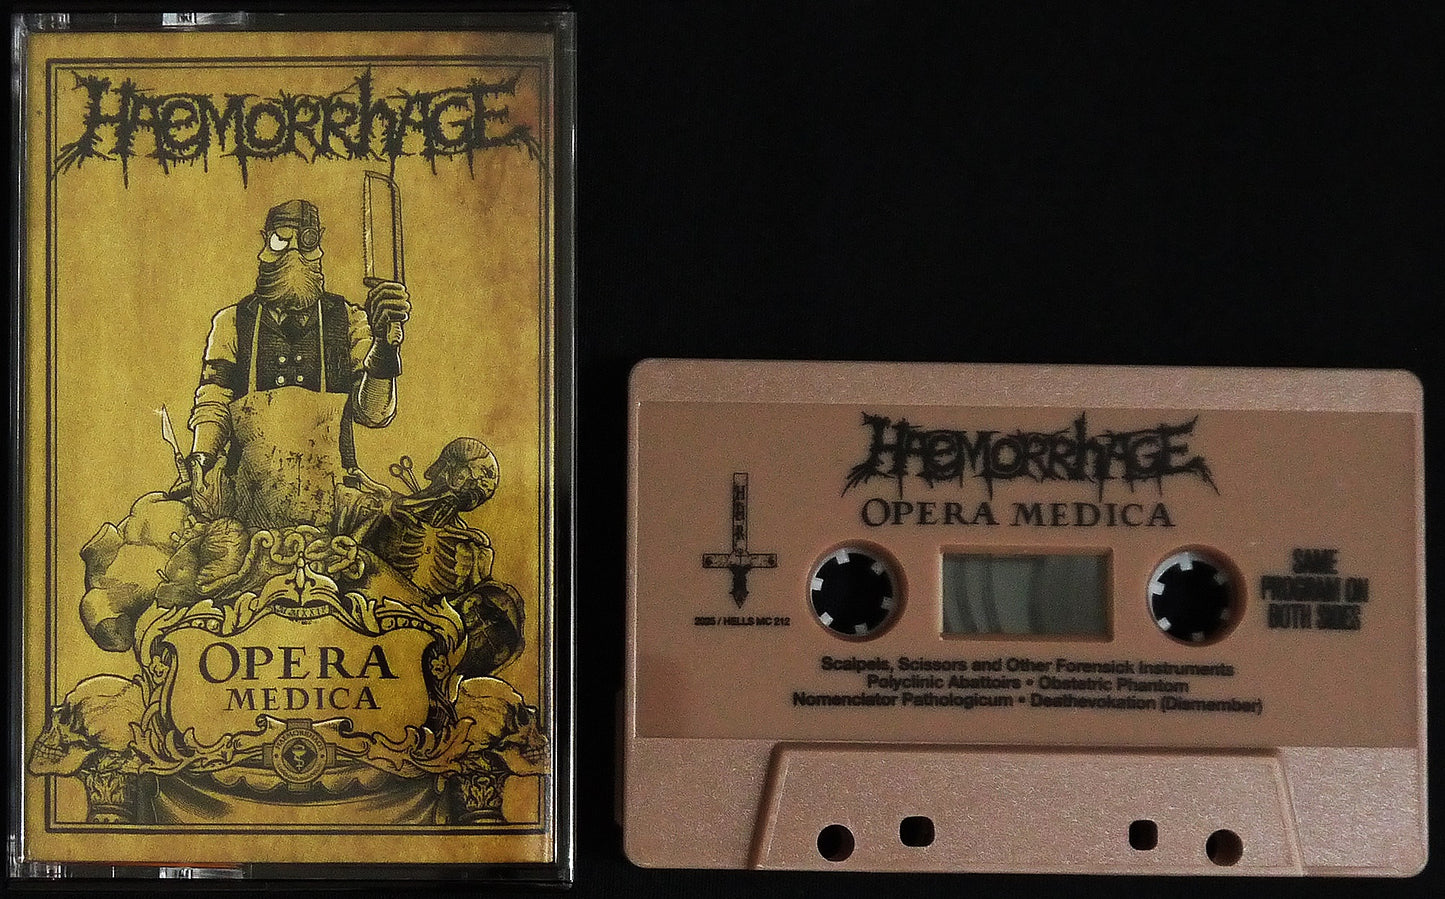 HAEMORRHAGE
OPERA
MEDICA
HAEMORRHAGE
OPERA MEDICA
SAME
PROGRAM ON
BOTH SIDES
2025 / HELLS MC 212
Scalpels, Scissors and Other Forensick Instruments
Polyclinic Abattoirs • Obstetric Phantom
Nomenclator Pathologicum • Deathevokation (Dismember)